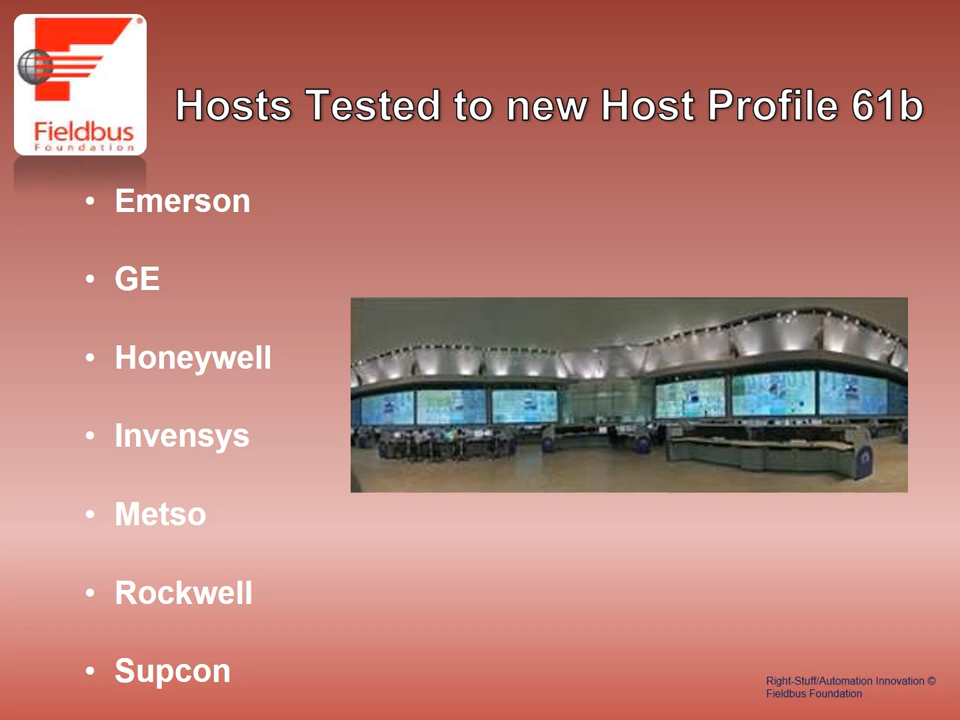 Fieldbus
Foundation
Hosts Tested to new Host Profile 61b
• Emerson
• GE
• Honeywell
• Invensys
• Metso
• Rockwell
• Supcon
Right-Stuff/Automation Innovation ©
Fieldbus Foundation